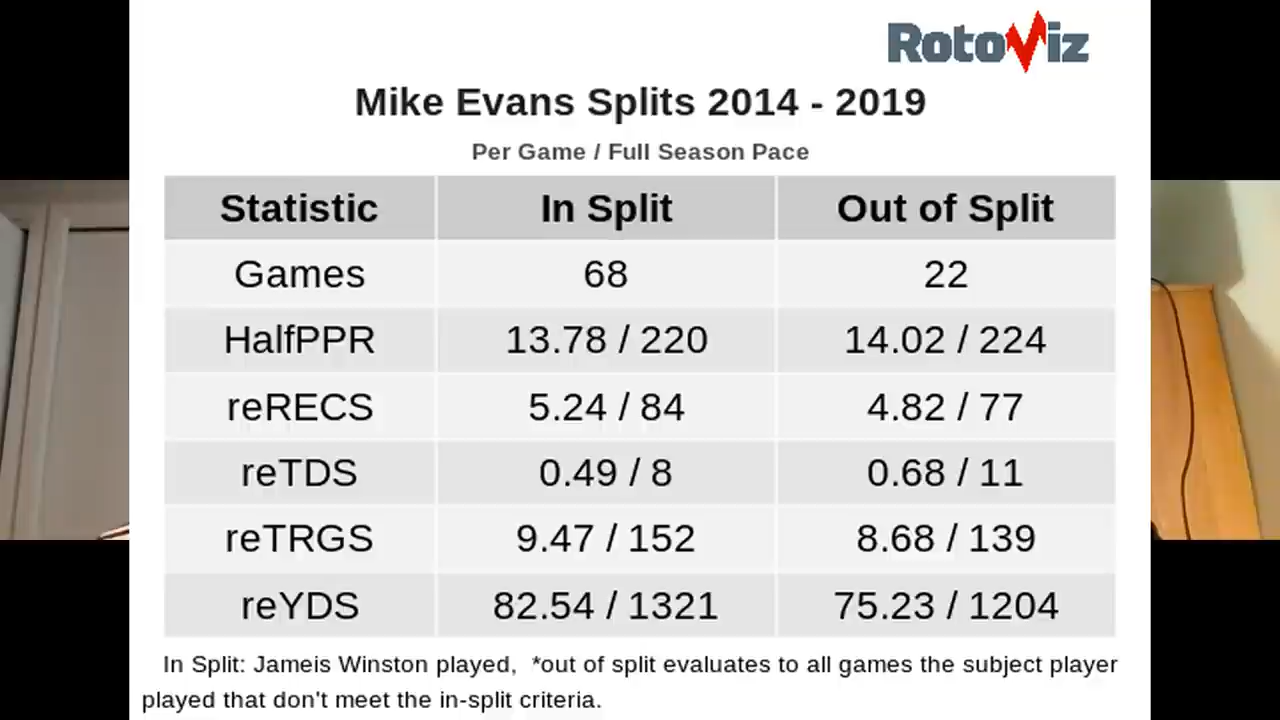 RotoViz
Mike Evans Splits 2014 - 2019
Per Game / Full Season Pace
Statistic In Split Out of Split
Games 68 22
HalfPPR 13.78 / 220 14.02 / 224
reRECS 5.24 / 84 4.82 / 77
reTDS 0.49 / 8 0.68 / 11
reTRGS 9.47 / 152 8.68 / 139
reYDS 82.54 / 1321 75.23 / 1204
In Split: Jameis Winston played, *out of split evaluates to all games the subject player
played that don't meet the in-split criteria.